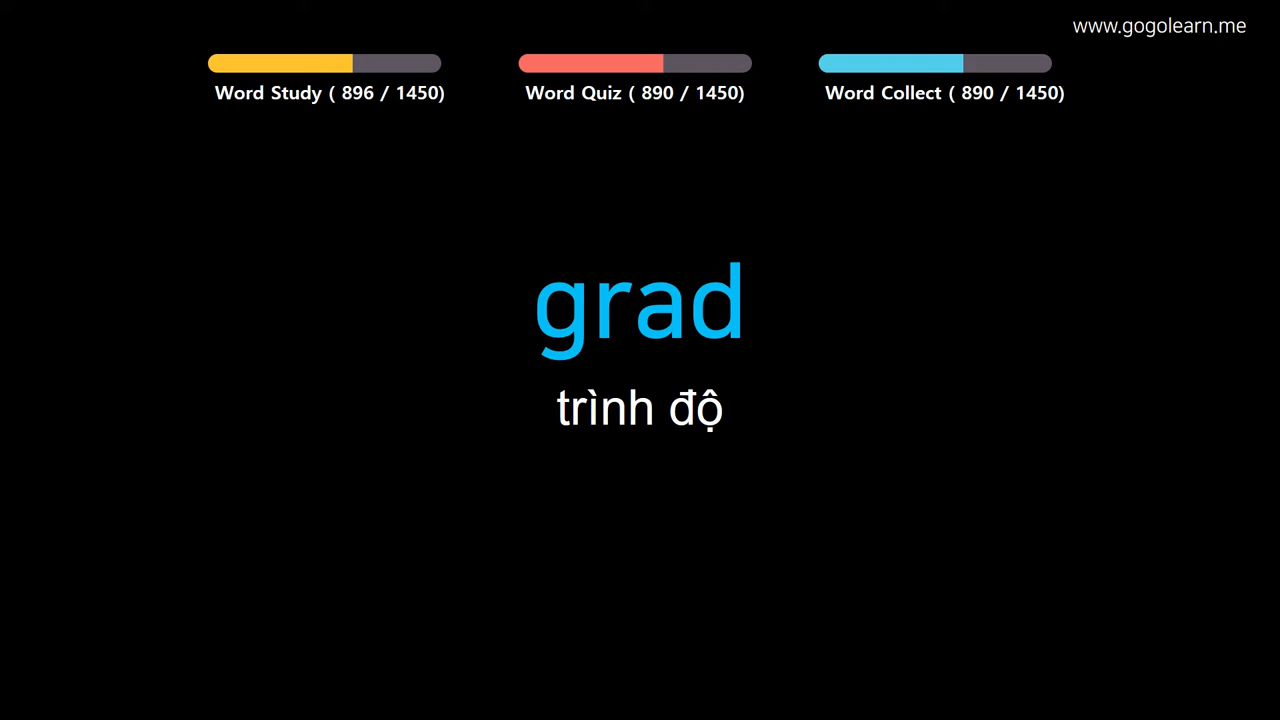 www.gogolearn.me
Word Study ( 896 / 1450)
Word Quiz ( 890 / 1450)
Word Collect ( 890 / 1450)
grad
trình độ